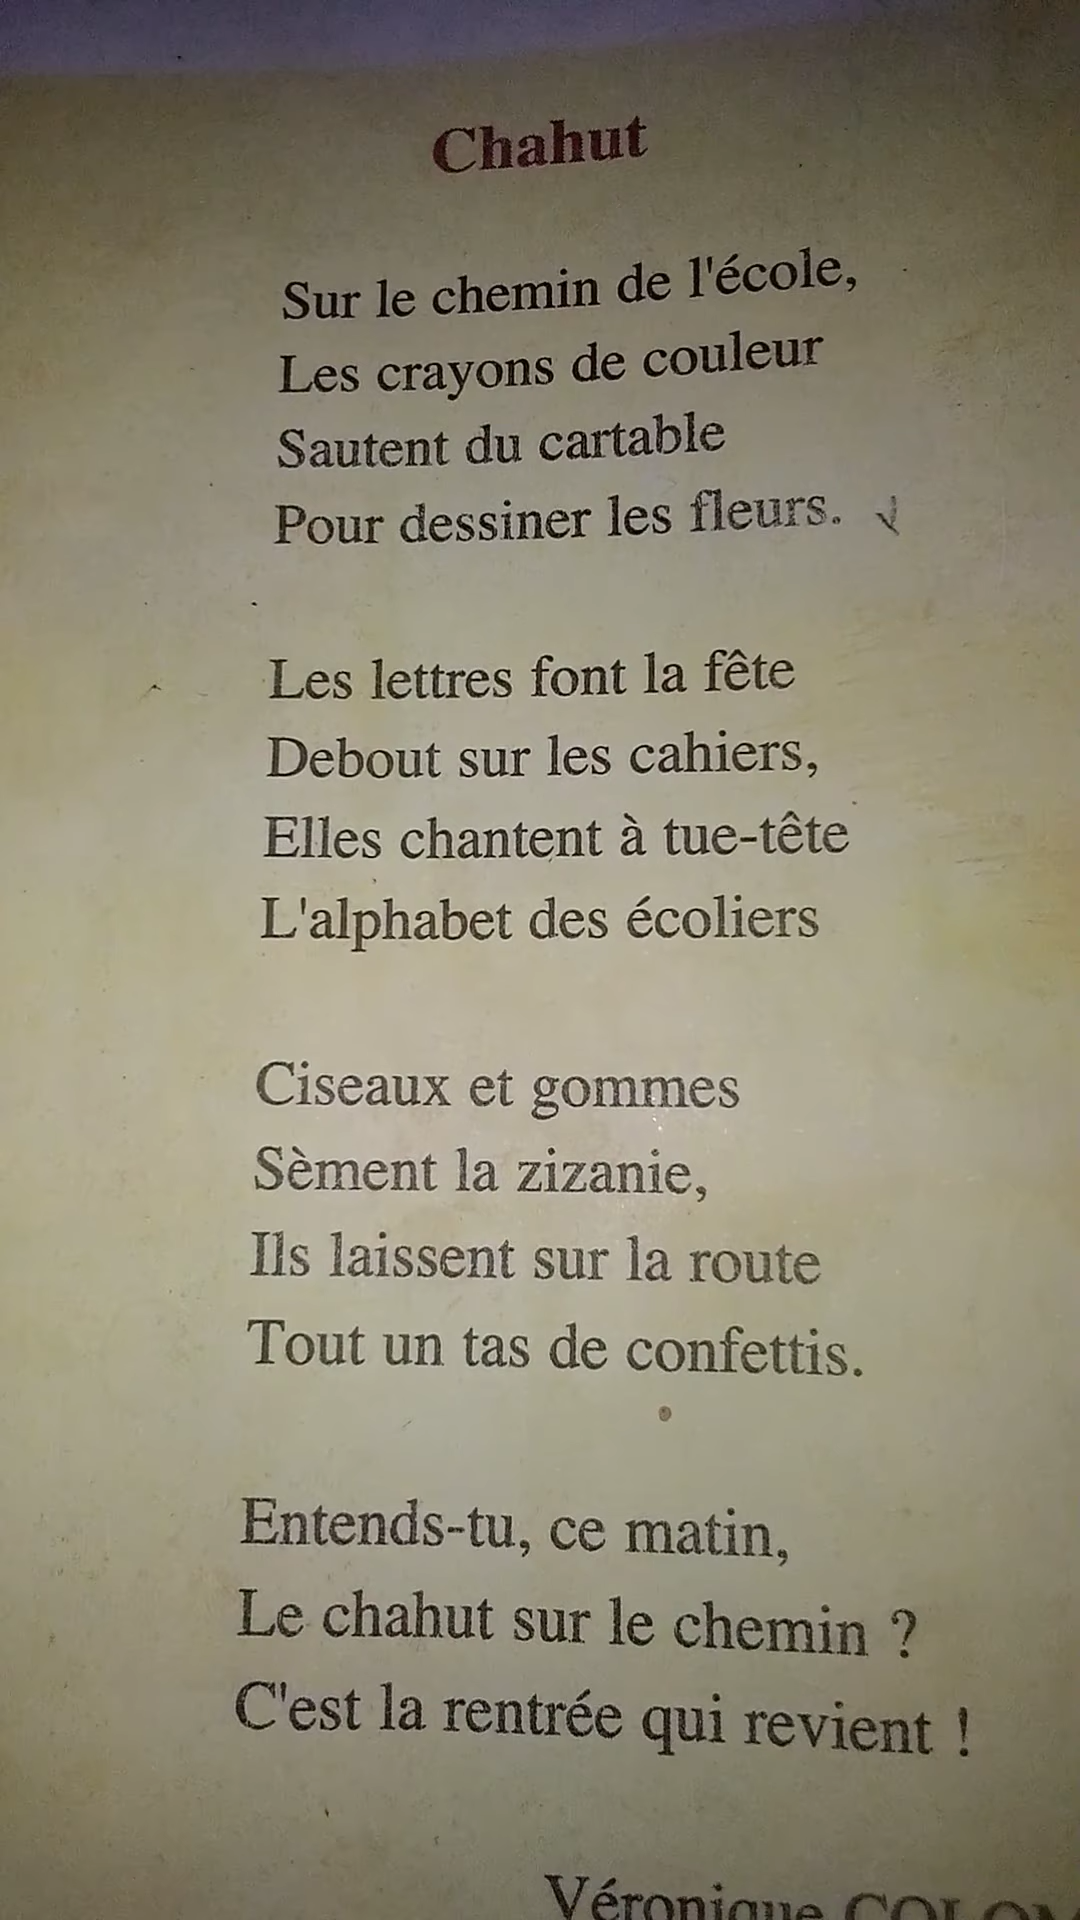 Chahut
Sur le chemin de l'école,
Les crayons de couleur
Sautent du cartable
Pour dessiner les fleurs.
Les lettres font la fête
Debout sur les cahiers,
Elles chantent à tue-tête
L'alphabet des écoliers
Ciseaux et gommes
Sèment la zizanie,
Ils laissent sur la route
Tout un tas de confettis.
Entends-tu, ce matin,
Le chahut sur le chemin ?
C'est la rentrée qui revient !
Véronique